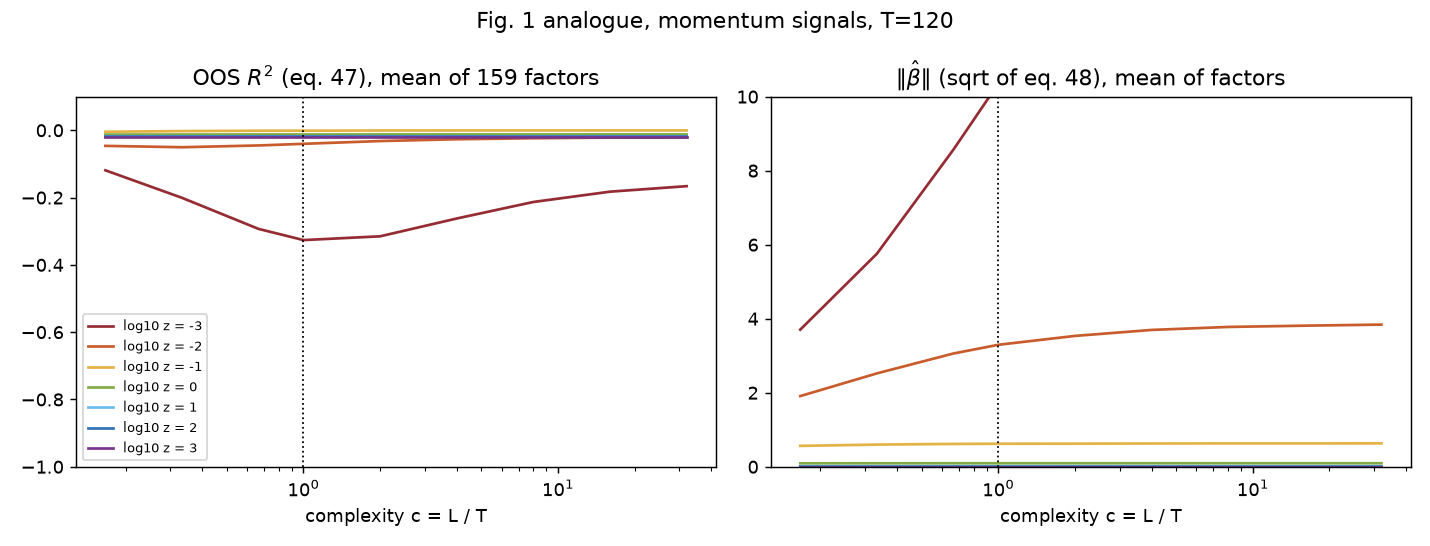 Fig. 1 analogue, momentum signals, T=120
OOS R² (eq. 47), mean of 159 factors
0.0
−0.2
−0.4
−0.6
−0.8
−1.0
log10 z = -3
log10 z = -2
log10 z = -1
log10 z = 0
log10 z = 1
log10 z = 2
log10 z = 3
10⁰
10¹
complexity c = L / T
‖β̂‖ (sqrt of eq. 48), mean of factors
10
8
6
4
2
0
10⁰
10¹
complexity c = L / T